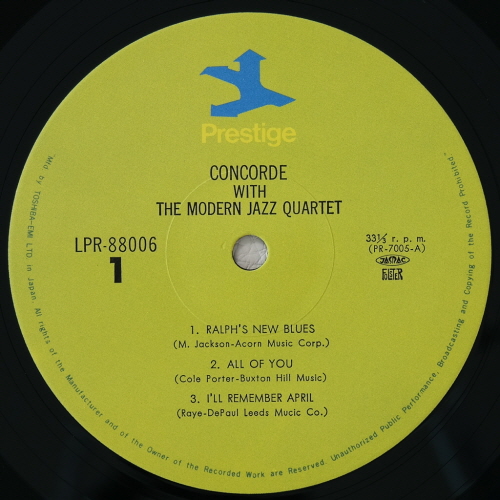 Prestige
CONCORDE
WITH
THE MODERN JAZZ QUARTET
LPR-88006
1
33⅓ r. p. m.
(PR-7005-A)
JASRAC
1. RALPH'S NEW BLUES
(M. Jackson-Acorn Music Corp.)
2. ALL OF YOU
(Cole Porter-Buxton Hill Music)
3. I'LL REMEMBER APRIL
(Raye-DePaul Leeds Mucic Co.)
"Mfd by TOSHIBA-EMI LTD in Japan. All rights of the Manufacturer and of the Owner of the Recorded Work are Reserved. Unauthorized Public Performance, Broadcasting and Copying of the Record Prohibited."